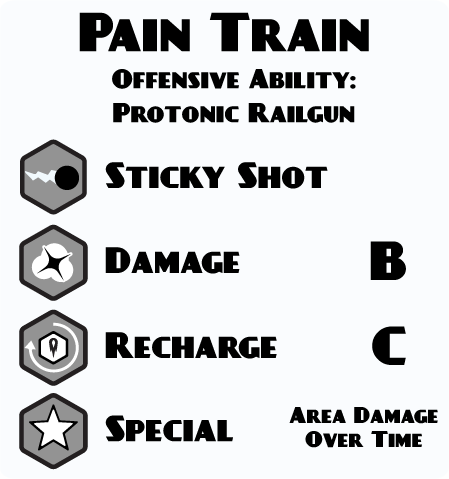 Pain Train
Offensive Ability:
Protonic Railgun
Sticky Shot
Damage B
Recharge C
Special Area Damage
Over Time